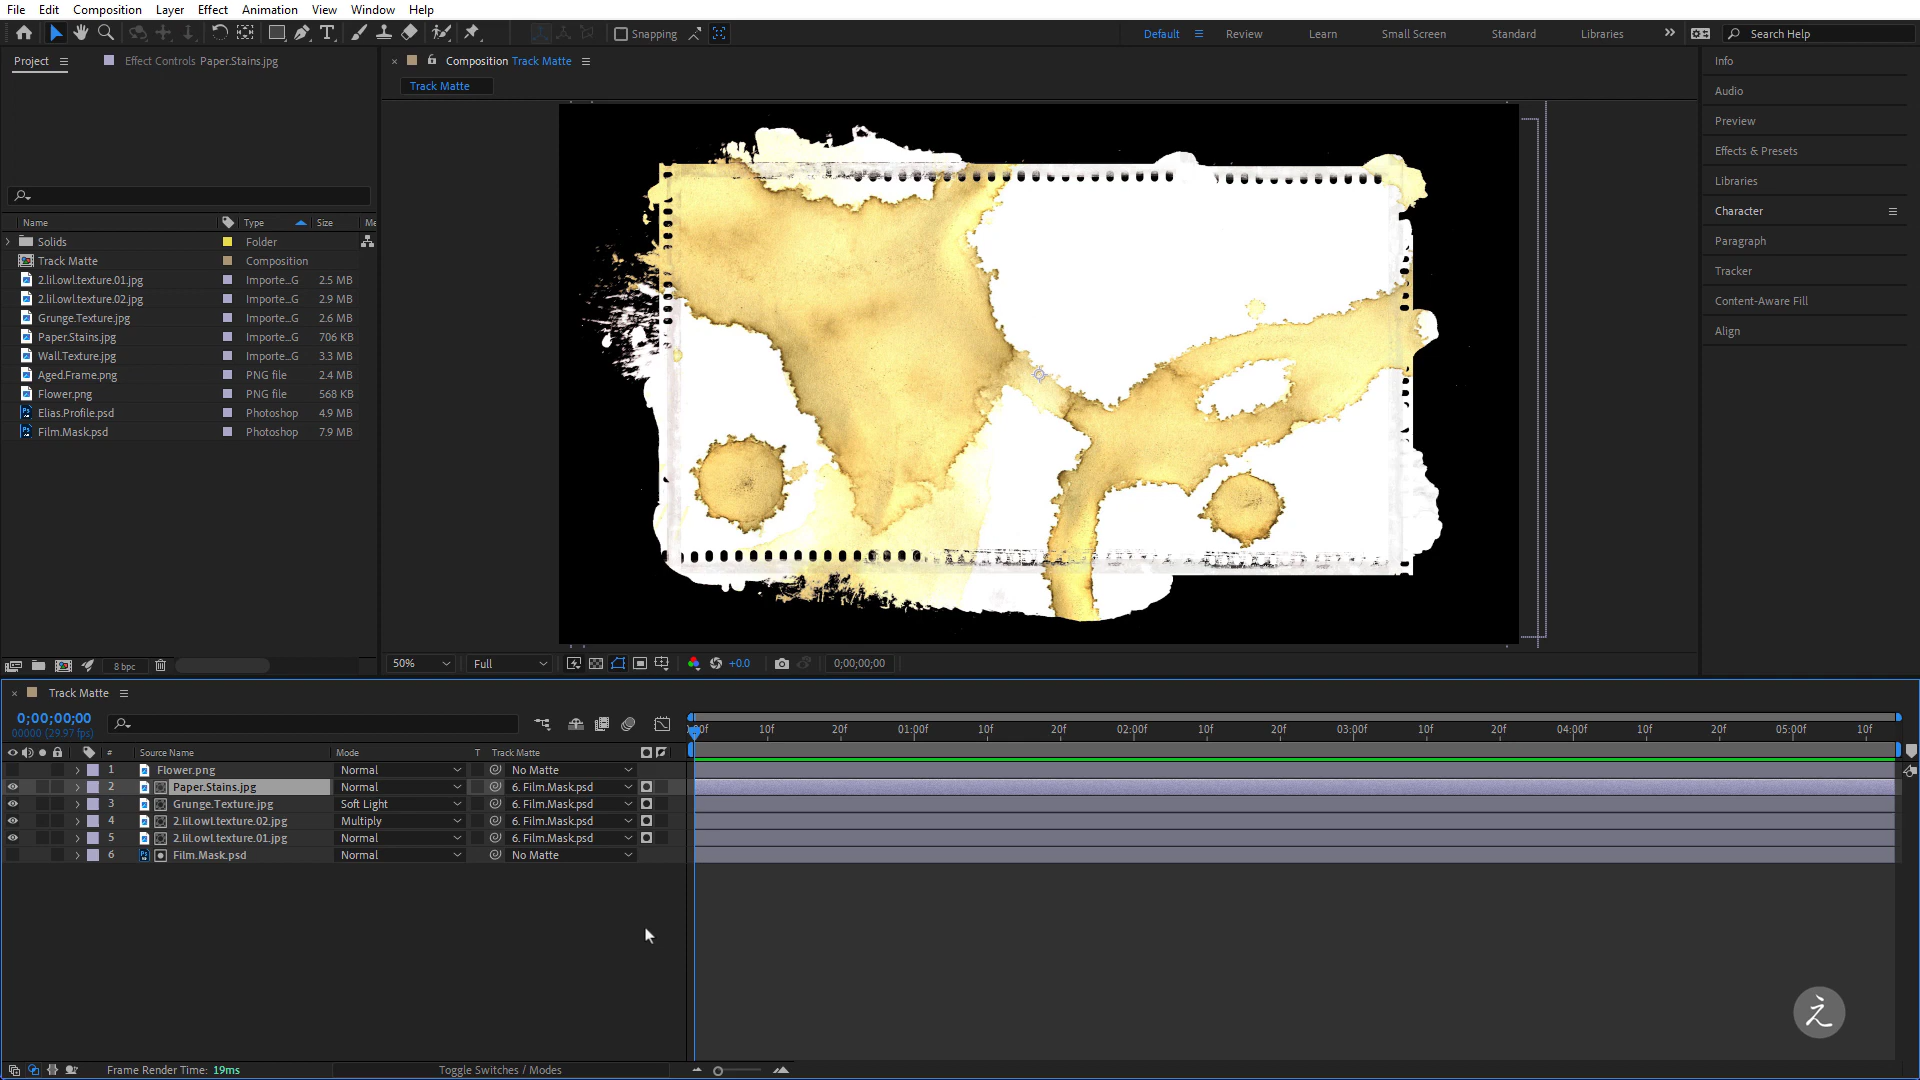 File Edit Composition Layer Effect Animation View Window Help
Snapping
Default Review Learn Small Screen Standard Libraries Search Help
Project Effect Controls Paper.Stains.jpg
Composition Track Matte
Track Matte
Name Type Size Me
Solids Folder
Track Matte Composition
2.lil.owl.texture.01.jpg Importe...G 2.5 MB
2.lil.owl.texture.02.jpg Importe...G 2.9 MB
Grunge.Texture.jpg Importe...G 2.6 MB
Paper.Stains.jpg Importe...G 706 KB
Wall.Texture.jpg Importe...G 3.3 MB
Aged.Frame.png PNG file 2.4 MB
Flower.png PNG file 568 KB
Elias.Profile.psd Photoshop 4.9 MB
Film.Mask.psd Photoshop 7.9 MB
8 bpc
50% Full +0.0 0;00;00;00
Info
Audio
Preview
Effects & Presets
Libraries
Character
Paragraph
Tracker
Content-Aware Fill
Align
Track Matte
0;00;00;00
00000 (29.97 fps)
:00f 10f 20f 01:00f 10f 20f 02:00f 10f 20f 03:00f 10f 20f 04:00f 10f 20f 05:00f 10f
# Source Name Mode T Track Matte
1 Flower.png Normal No Matte
2 Paper.Stains.jpg Normal 6. Film.Mask.psd
3 Grunge.Texture.jpg Soft Light 6. Film.Mask.psd
4 2.lil.owl.texture.02.jpg Multiply 6. Film.Mask.psd
5 2.lil.owl.texture.01.jpg Normal 6. Film.Mask.psd
6 Film.Mask.psd Normal No Matte
Frame Render Time: 19ms Toggle Switches / Modes